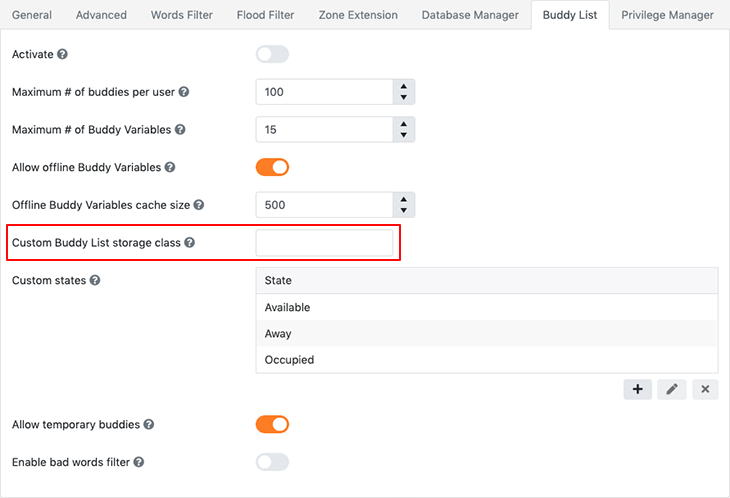 General Advanced Words Filter Flood Filter Zone Extension Database Manager Buddy List Privilege Manager
Activate ?
Maximum # of buddies per user ? 100
Maximum # of Buddy Variables ? 15
Allow offline Buddy Variables ?
Offline Buddy Variables cache size ? 500
Custom Buddy List storage class ?
Custom states ? State
Available
Away
Occupied
Allow temporary buddies ?
Enable bad words filter ?